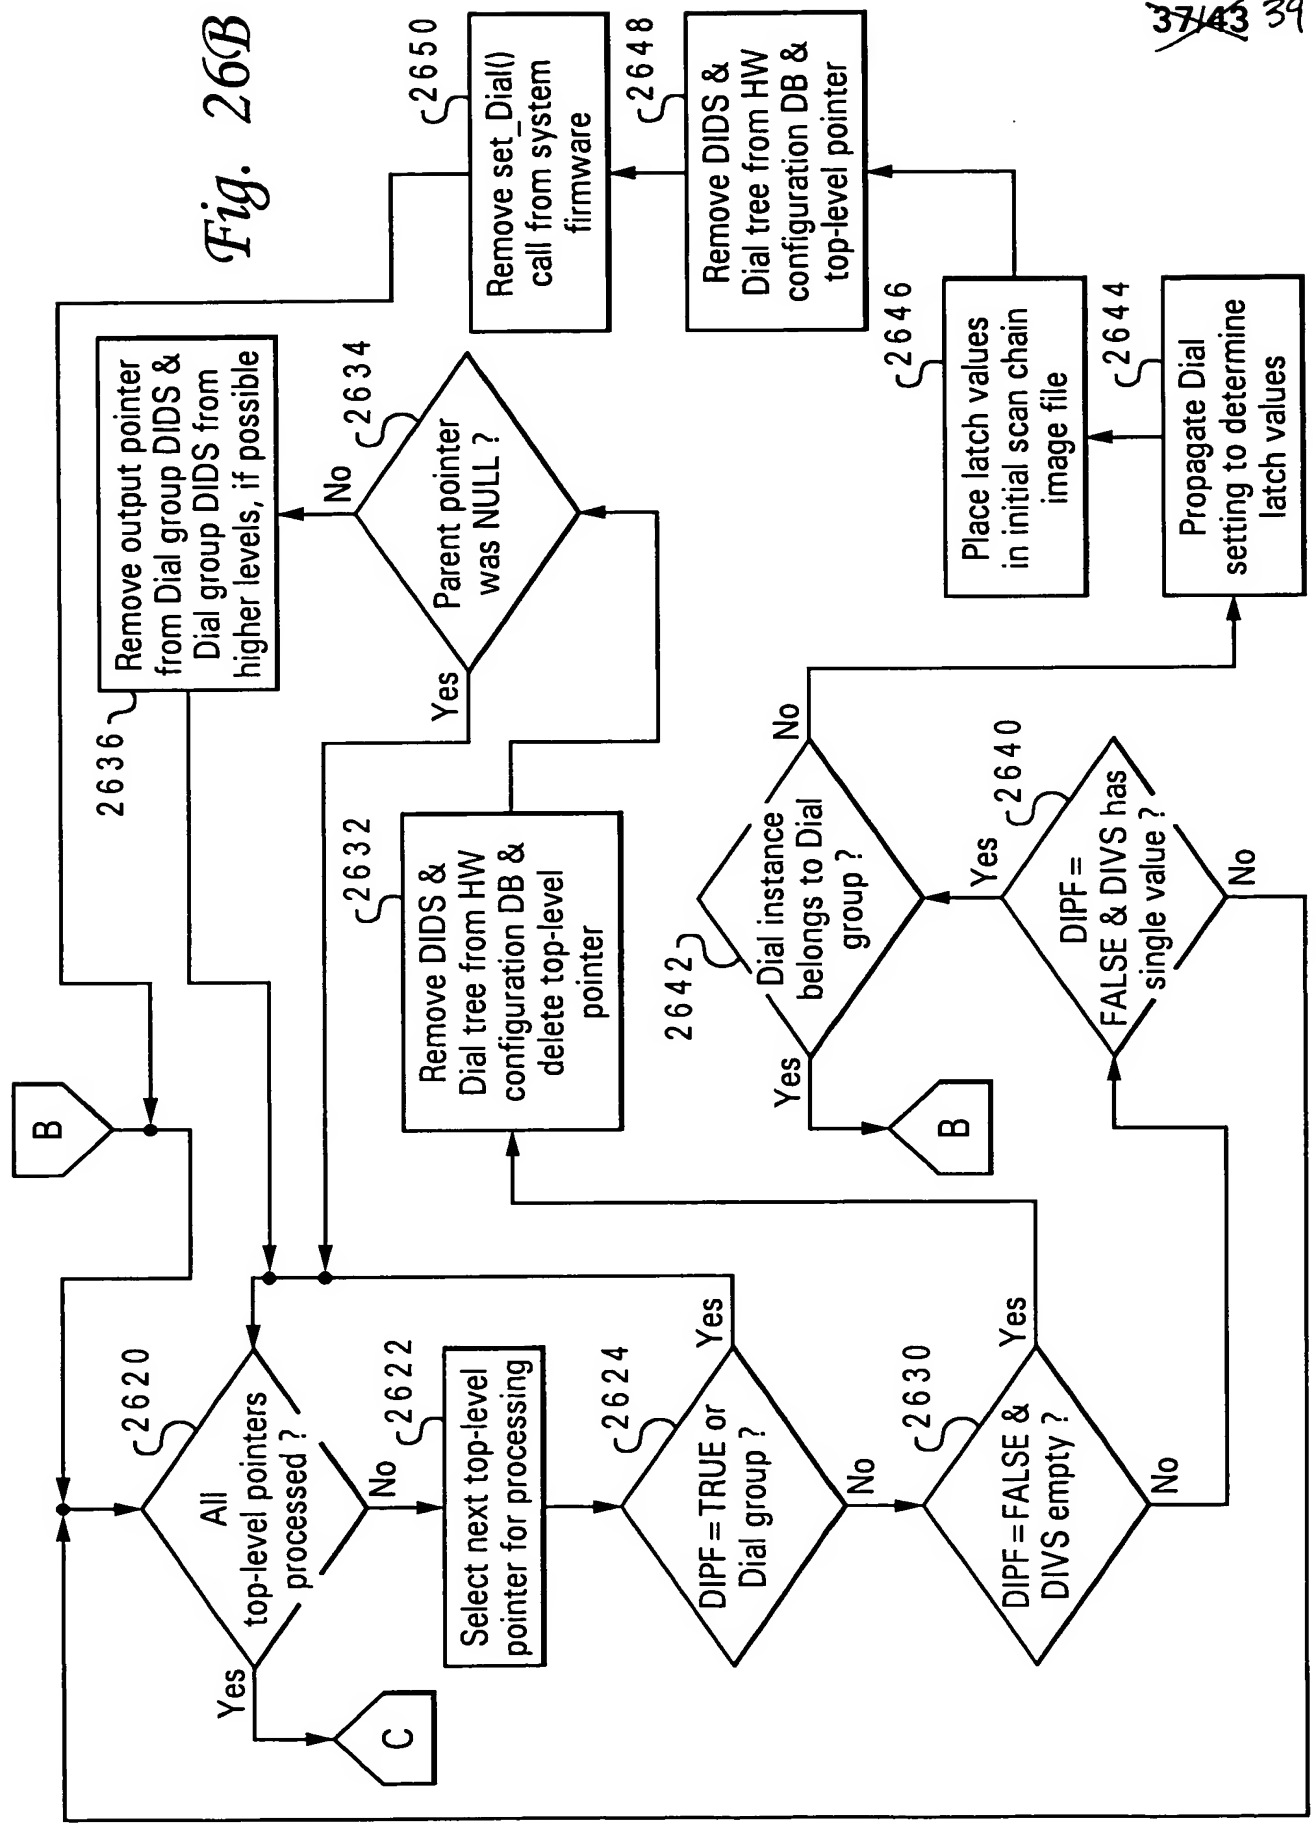 37/43 39
Fig. 26B
B
2620
All
top-level pointers
processed ?
Yes
C
No
2622
Select next top-level
pointer for processing
2624
DIPF=TRUE or
Dial group ?
Yes
No
2630
DIPF=FALSE &
DIVS empty ?
Yes
No
2632
Remove DIDS &
Dial Tree from HW
configuration DB &
delete top-level
pointer
2634
Parent pointer
was NULL ?
Yes
No
2636
Remove output pointer
from Dial group DIDS &
Dial group DIDS from
higher levels, if possible
2640
DIPF=
FALSE & DIVS has
single value ?
Yes
No
2642
Dial instance
belongs to Dial
group ?
Yes
B
No
2644
Propagate Dial
setting to determine
latch values
2646
Place latch values
in initial scan chain
image file
2648
Remove DIDS &
Dial tree from HW
configuration DB &
top-level pointer
2650
Remove set_Dial()
call from system
firmware